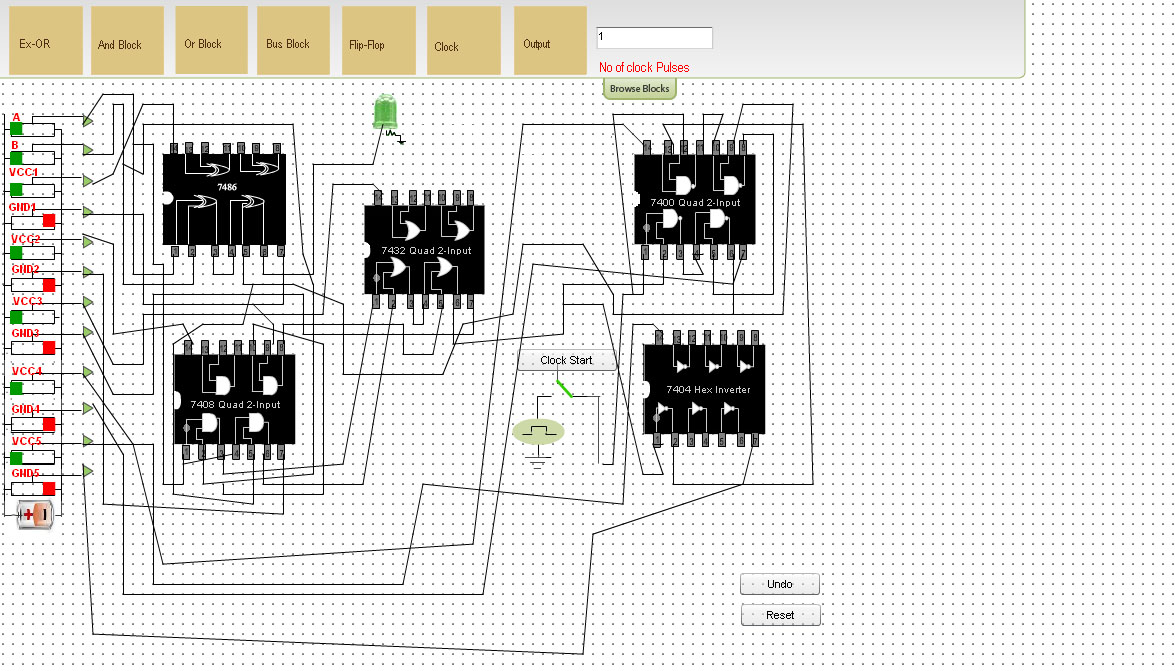 Ex-OR
And Block
Or Block
Bus Block
Flip-Flop
Clock
Output
1
No of clock Pulses
Browse Blocks
A
B
VCC1
GND1
VCC2
GND2
VCC3
GND3
VCC4
GND4
VCC5
GND5
7486
7432 Quad 2-Input
7400 Quad 2-Input
7408 Quad 2-Input
7404 Hex Inverter
Clock Start
Undo
Reset